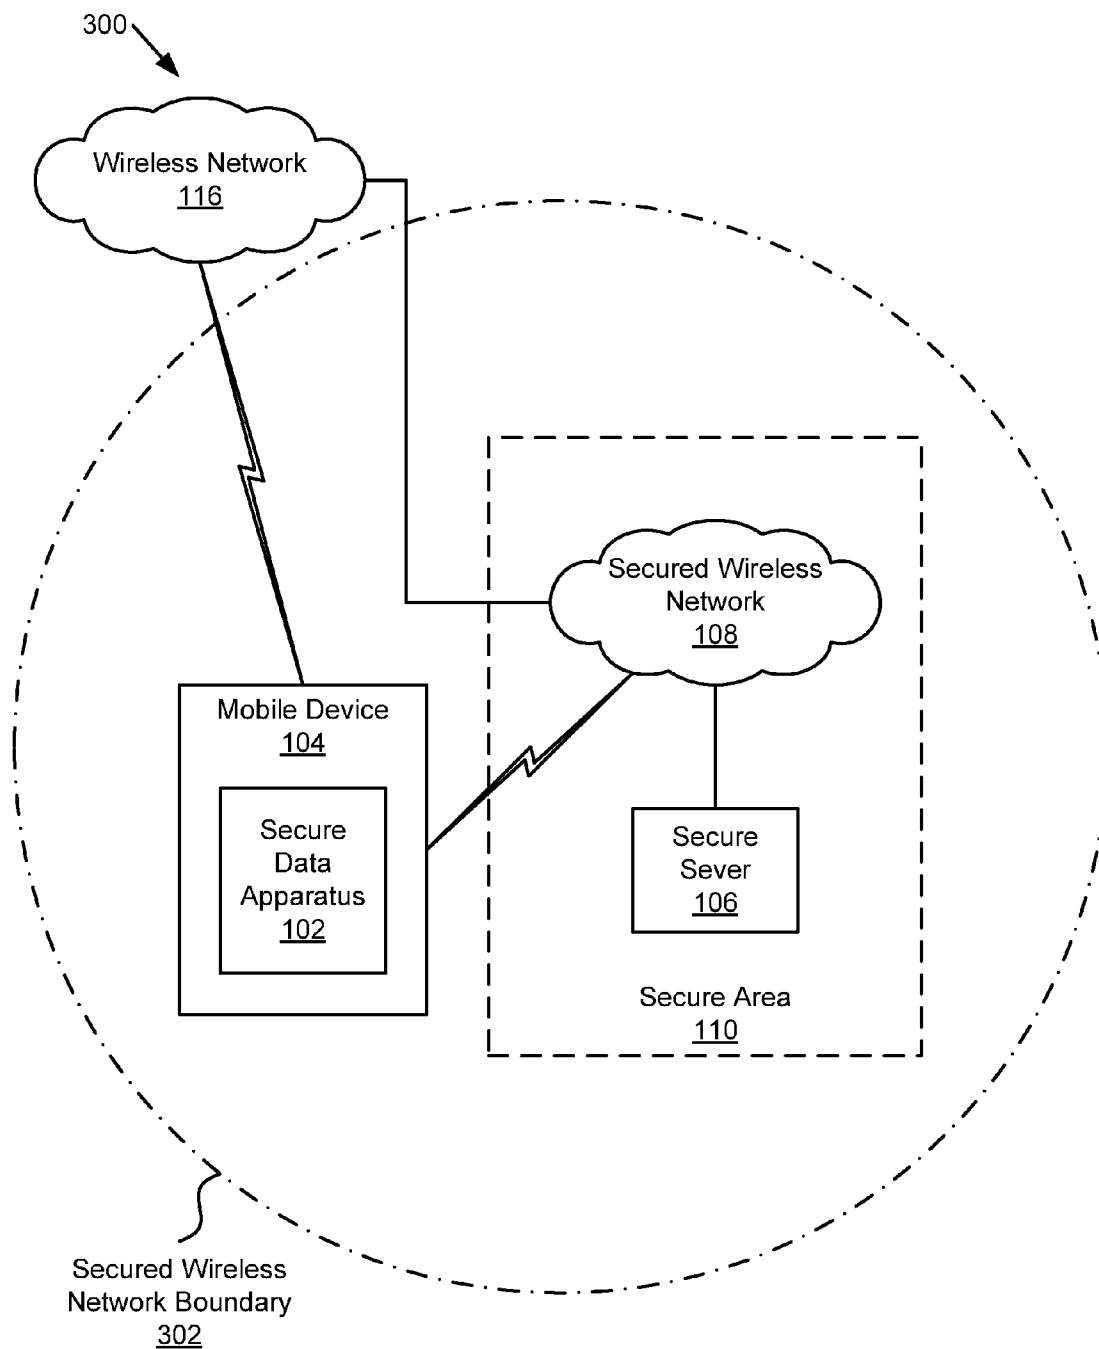 300
Wireless Network
116
Secured Wireless
Network
108
Mobile Device
104
Secure
Data
Apparatus
102
Secure
Sever
106
Secure Area
110
Secured Wireless
Network Boundary
302